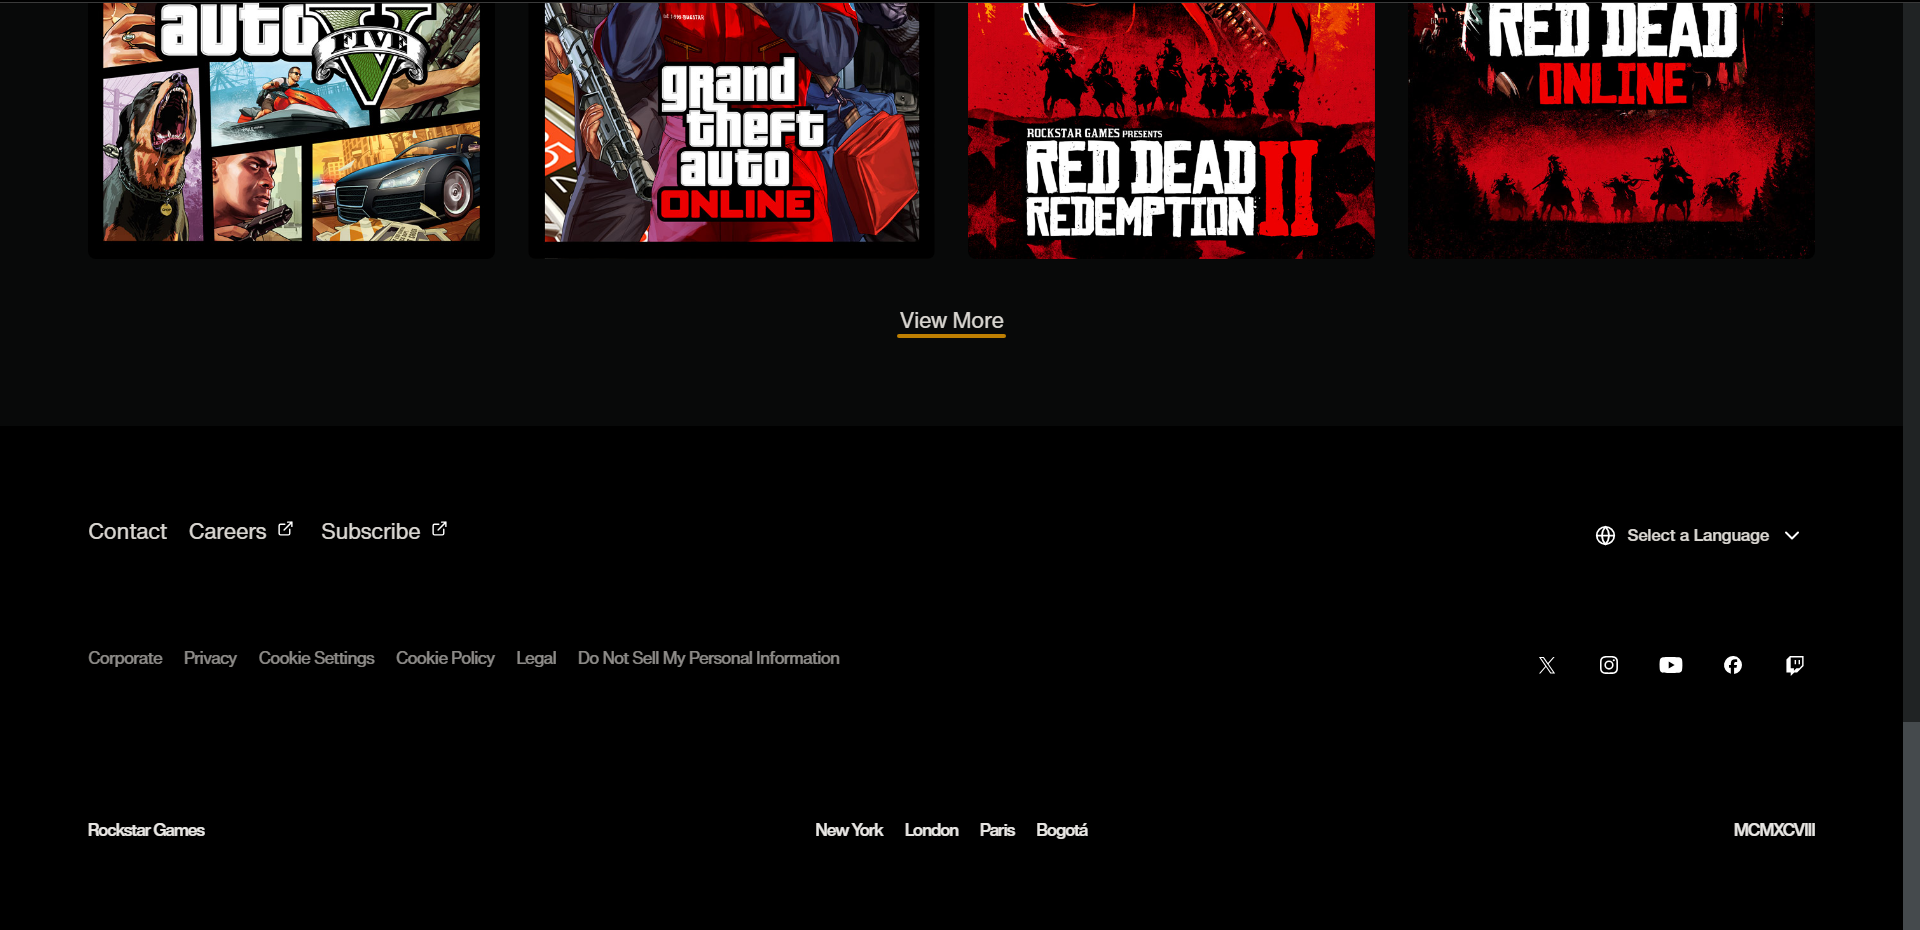 auto
FIVE
grand
theft
auto
ONLINE
ROCKSTAR GAMES PRESENTS
RED DEAD
REDEMPTION II
RED DEAD
ONLINE
View More
Contact Careers Subscribe
Select a Language
Corporate Privacy Cookie Settings Cookie Policy Legal Do Not Sell My Personal Information
Rockstar Games
New York London Paris Bogotá
MCMXCVIII